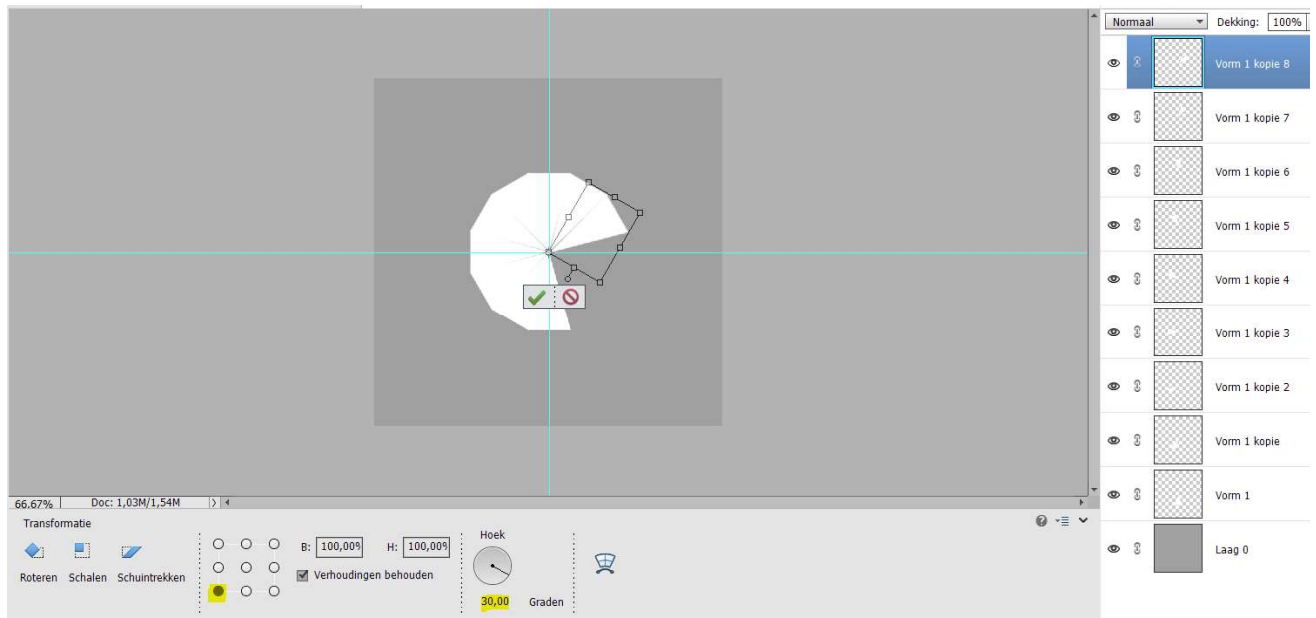 Normaal Dekking: 100%
Vorm 1 kopie 8
Vorm 1 kopie 7
Vorm 1 kopie 6
Vorm 1 kopie 5
Vorm 1 kopie 4
Vorm 1 kopie 3
Vorm 1 kopie 2
Vorm 1 kopie
Vorm 1
Laag 0
66,67% Doc: 1,03M/1,54M
Transformatie
Roteren Schalen Schuintrekken
B: 100,00% H: 100,00%
Verhoudingen behouden
Hoek
30,00 Graden